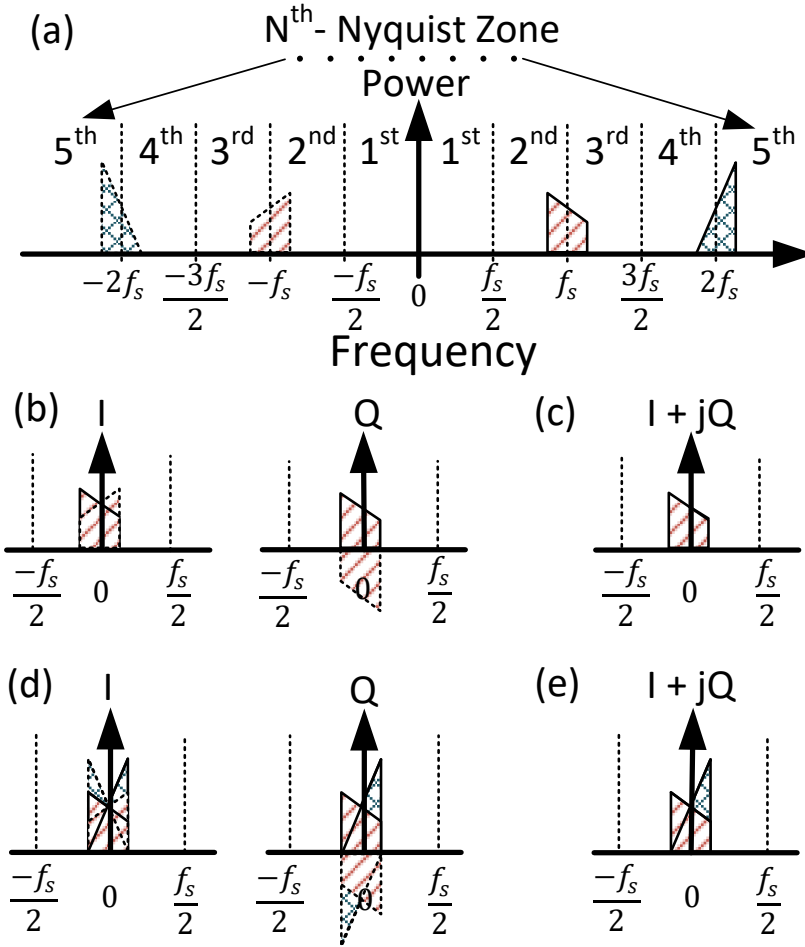 (a) Nᵗʰ- Nyquist Zone
Power
5ᵗʰ 4ᵗʰ 3ʳᵈ 2ⁿᵈ 1ˢᵗ 1ˢᵗ 2ⁿᵈ 3ʳᵈ 4ᵗʰ 5ᵗʰ
−2fₛ −3fₛ/2 −fₛ −fₛ/2 0 fₛ/2 fₛ 3fₛ/2 2fₛ
Frequency
(b) I Q (c) I + jQ
−fₛ/2 0 fₛ/2 −fₛ/2 0 fₛ/2 −fₛ/2 0 fₛ/2
(d) I Q (e) I + jQ
−fₛ/2 0 fₛ/2 −fₛ/2 0 fₛ/2 −fₛ/2 0 fₛ/2